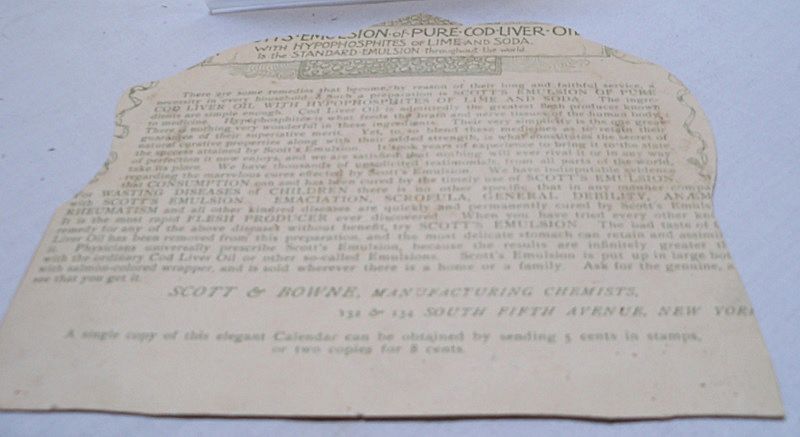 TT'S·EMULSION·of·PURE·COD·LIVER·OIL
WITH HYPOPHOSPHITES OF LIME AND SODA.
Is the STANDARD EMULSION throughout the world.
There are some remedies that become, by reason of their long and faithful service, a
necessity in every household. Such a preparation is SCOTT'S EMULSION OF PURE
COD LIVER OIL WITH HYPOPHOSPHITES OF LIME AND SODA. The ingre-
dients are simple enough. Cod Liver Oil is adjudged the greatest flesh producer known
to medicine. Hypophosphites is what feeds the brain and nerve tissues of the human body.
There is nothing very wonderful in these ingredients. Their very simplicity is the one great
guarantee of their superlative merit. Yet, to so blend these medicines as to retain their
natural curative properties along with their added strength, is what constitutes the secret of
the success attained by Scott's Emulsion. It took years of experience to bring to the state
of perfection it now enjoys, and we are satisfied that nothing will ever rival it or in any way
take its place. We have thousands of unsolicited testimonials from all parts of the world
regarding the marvelous cures effected by Scott's Emulsion. We have indisputable evidence
that CONSUMPTION can and has been cured by the timely use of SCOTT'S EMULSION.
For WASTING DISEASES of CHILDREN there is no other specific that in any manner compa
with SCOTT'S EMULSION. EMACIATION, SCROFULA, GENERAL DEBILITY, ANÆM
RHEUMATISM and all other kindred diseases are quickly and permanently cured by Scott's Emul
It is the most rapid FLESH PRODUCER ever discovered. When you have tried every other kno
remedy for any of the above diseases without benefit, try SCOTT'S EMULSION. The bad taste of t
Liver Oil has been removed from this preparation, and the most delicate stomach can retain and assimi
it. Physicians universally prescribe Scott's Emulsion, because the results are infinitely greater th
with the ordinary Cod Liver Oil or other so-called Emulsions. Scott's Emulsion is put up in large bot
with salmon-colored wrapper, and is sold wherever there is a home or a family. Ask for the genuine, a
see that you get it.
SCOTT & BOWNE, MANUFACTURING CHEMISTS,
132 & 134 SOUTH FIFTH AVENUE, NEW YOR
A single copy of this elegant Calendar can be obtained by sending 5 cents in stamps,
or two copies for 8 cents.